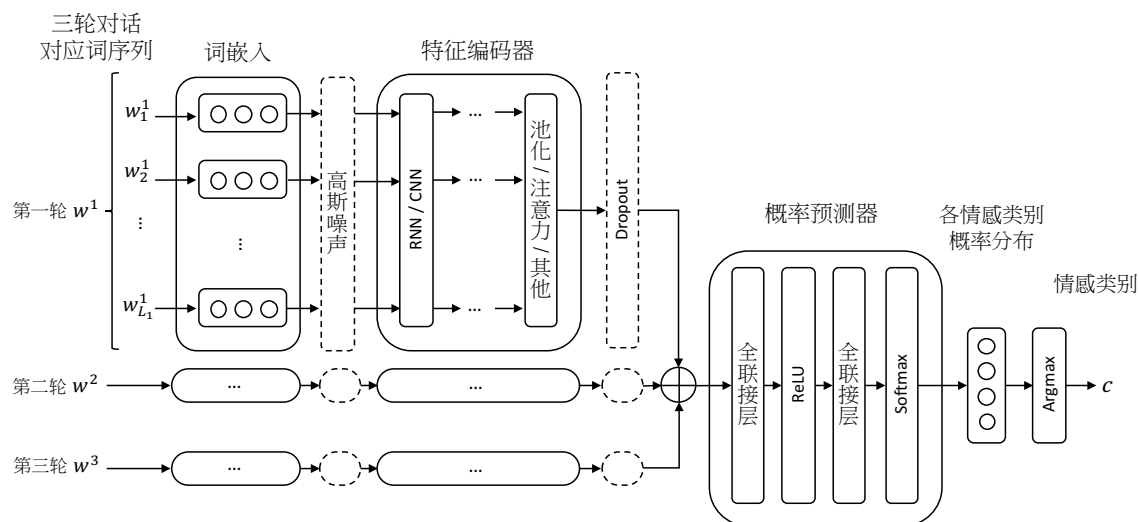 三轮对话
对应词序列
词嵌入
特征编码器
$w_1^1$
$w_2^1$
...
$w_{L_1}^1$
第一轮 $w^1$
...
高斯噪声
RNN / CNN
...
...
...
池化 / 注意力 / 其他
Dropout
第二轮 $w^2$
...
...
第三轮 $w^3$
...
...
概率预测器
全联接层
ReLU
全联接层
Softmax
各情感类别
概率分布
Argmax
情感类别
c